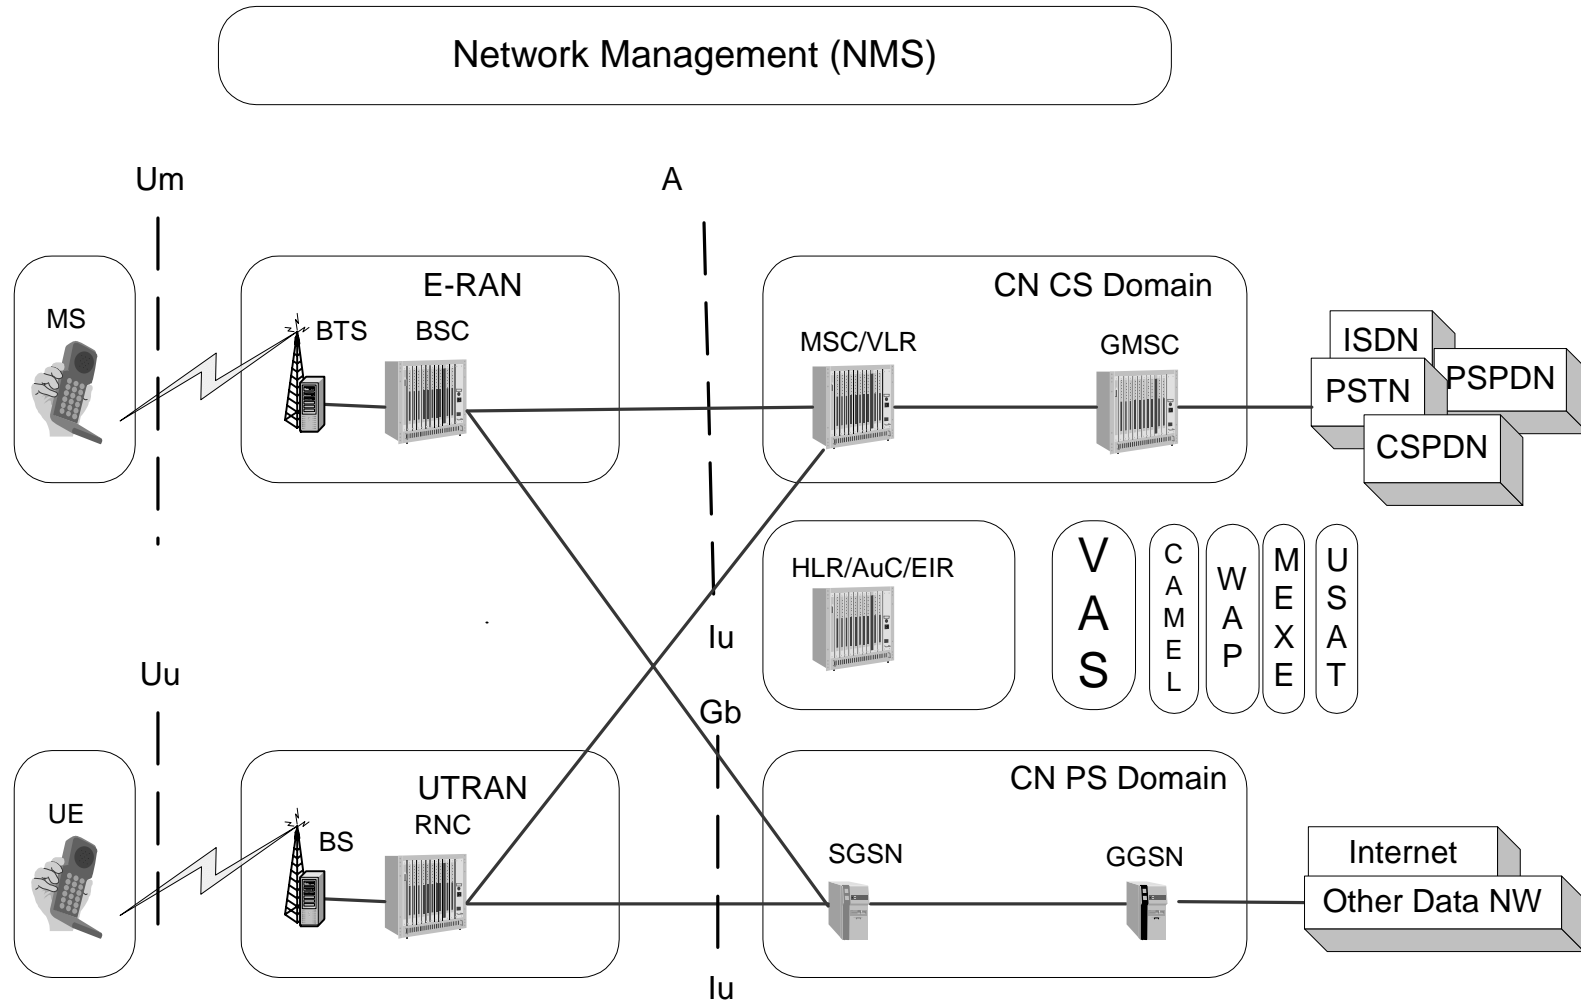 Network Management (NMS)
Um
A
E-RAN
CN CS Domain
MS
BTS
BSC
MSC/VLR
GMSC
ISDN
PSPDN
PSTN
CSPDN
HLR/AuC/EIR
VAS
CAMEL
WAP
MEXE
USAT
Iu
Uu
Gb
UTRAN
CN PS Domain
UE
BS
RNC
SGSN
GGSN
Internet
Other Data NW
Iu